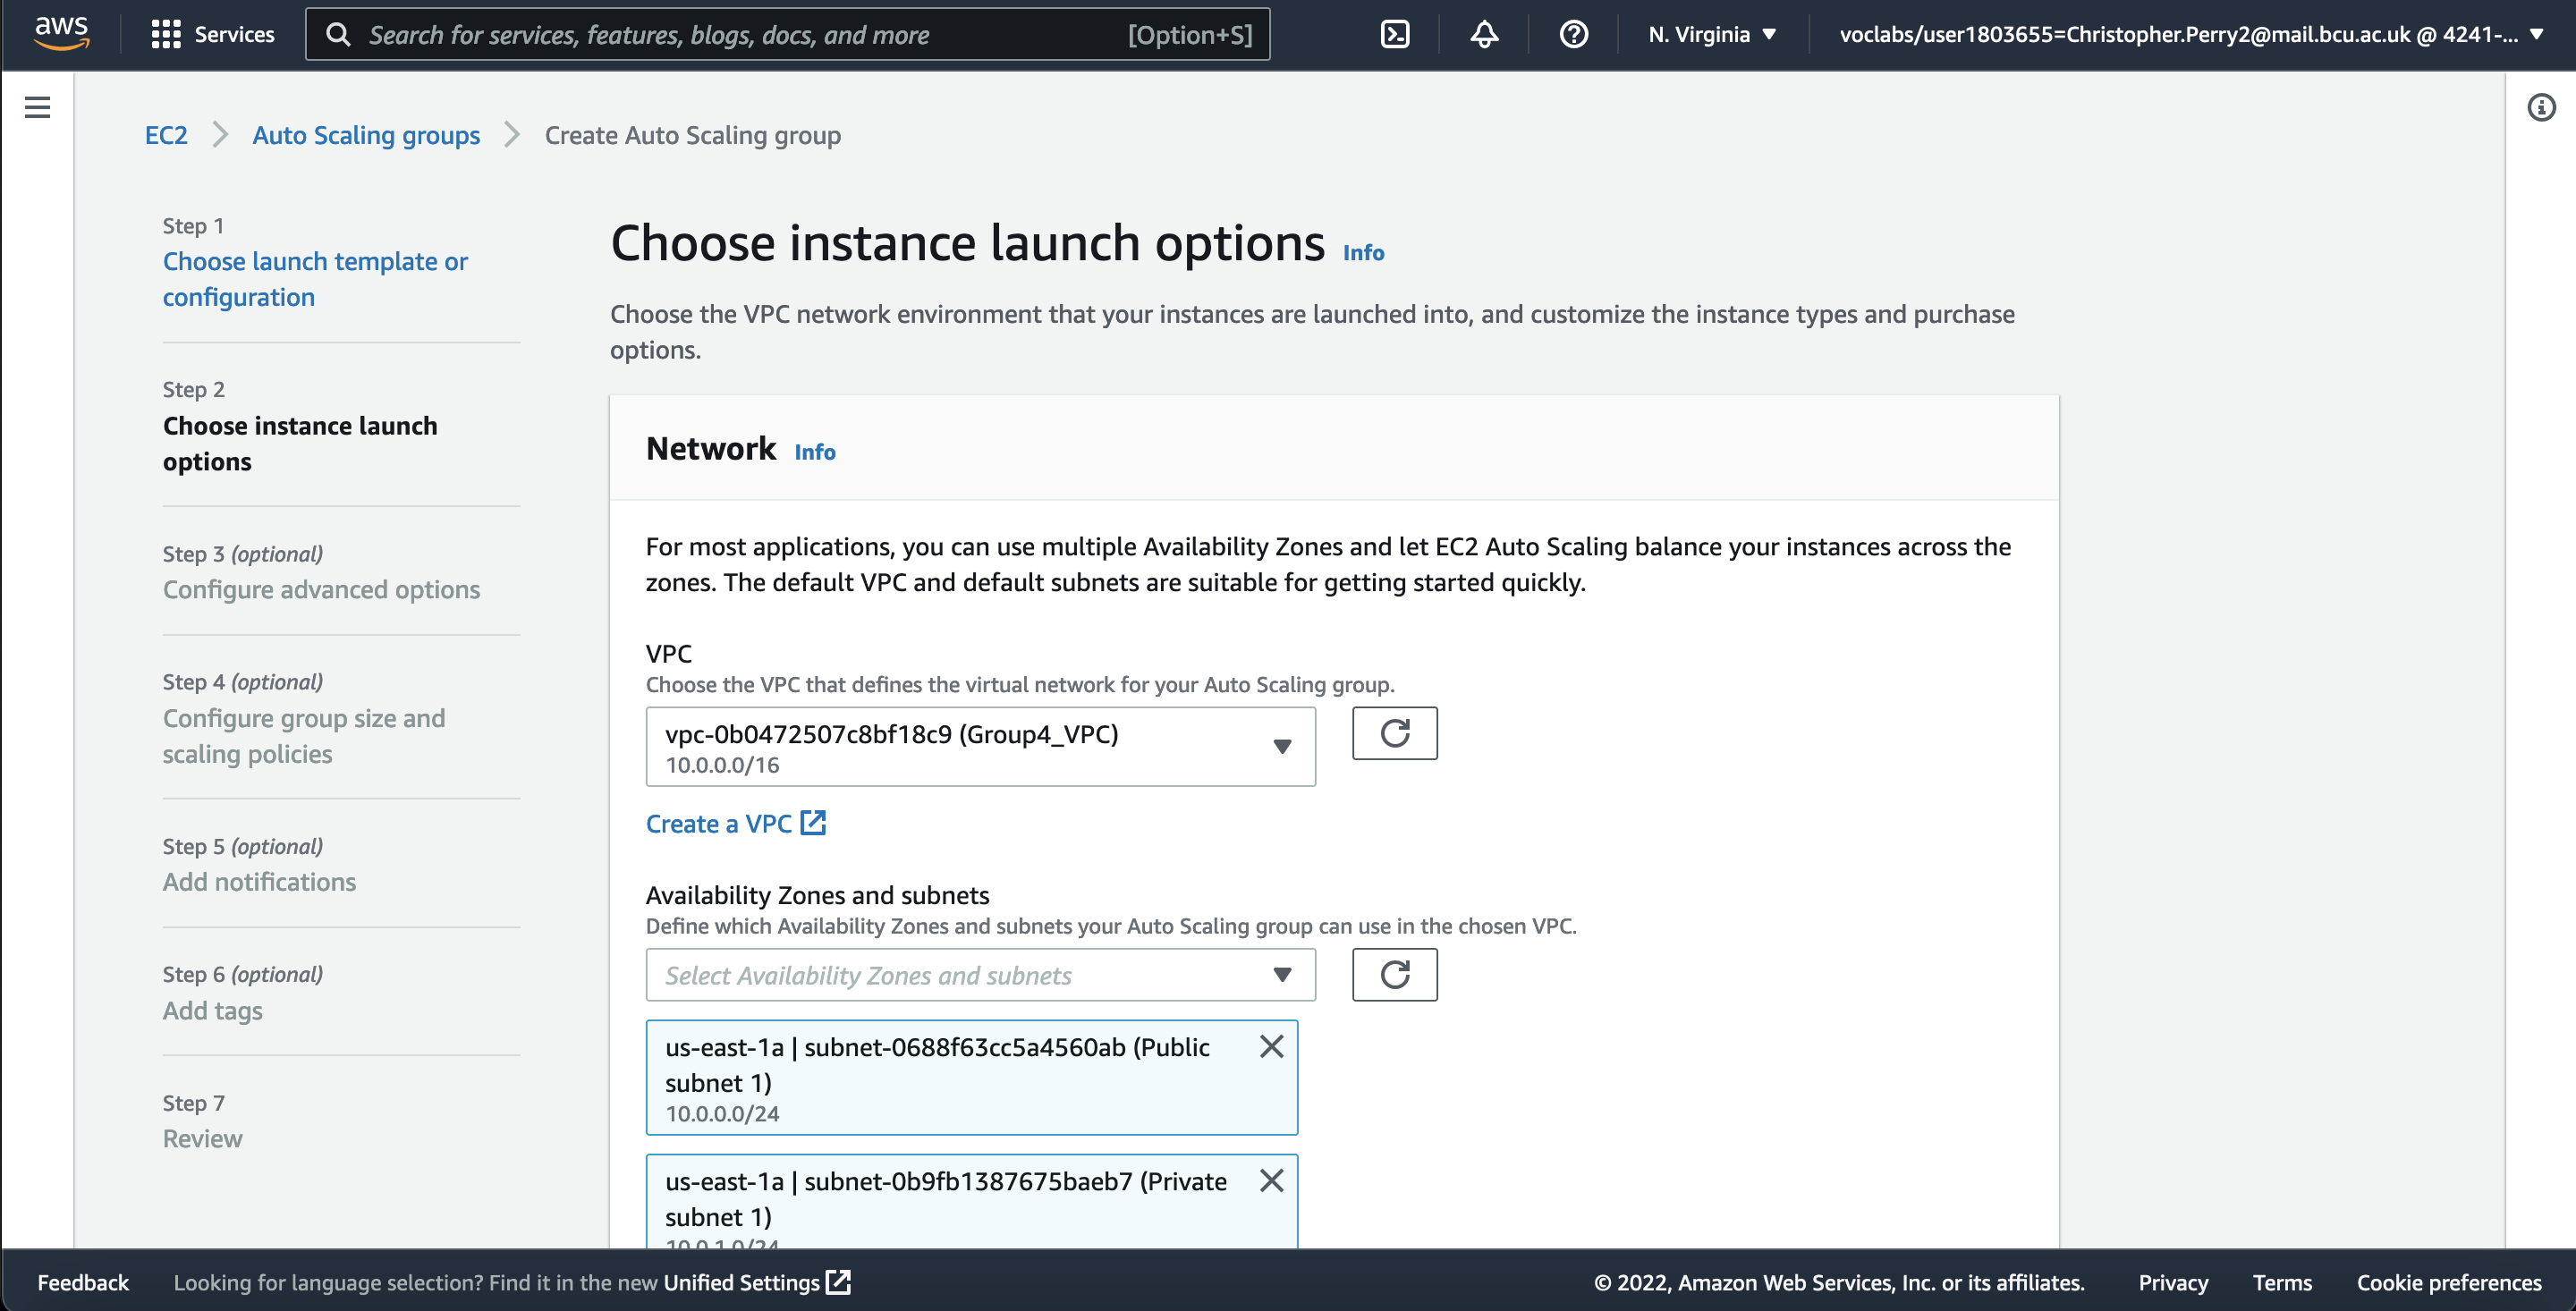 aws
Services
Search for services, features, blogs, docs, and more
[Option+S]
N. Virginia
voclabs/user1803655=Christopher.Perry2@mail.bcu.ac.uk @ 4241-...
EC2
Auto Scaling groups
Create Auto Scaling group
Step 1
Choose launch template or
configuration
Step 2
Choose instance launch
options
Step 3 (optional)
Configure advanced options
Step 4 (optional)
Configure group size and
scaling policies
Step 5 (optional)
Add notifications
Step 6 (optional)
Add tags
Step 7
Review
Choose instance launch options Info
Choose the VPC network environment that your instances are launched into, and customize the instance types and purchase
options.
Network Info
For most applications, you can use multiple Availability Zones and let EC2 Auto Scaling balance your instances across the
zones. The default VPC and default subnets are suitable for getting started quickly.
VPC
Choose the VPC that defines the virtual network for your Auto Scaling group.
vpc-0b0472507c8bf18c9 (Group4_VPC)
10.0.0.0/16
Create a VPC
Availability Zones and subnets
Define which Availability Zones and subnets your Auto Scaling group can use in the chosen VPC.
Select Availability Zones and subnets
us-east-1a | subnet-0688f63cc5a4560ab (Public
subnet 1)
10.0.0.0/24
us-east-1a | subnet-0b9fb1387675baeb7 (Private
subnet 1)
10.0.1.0/24
Feedback
Looking for language selection? Find it in the new Unified Settings
© 2022, Amazon Web Services, Inc. or its affiliates.
Privacy
Terms
Cookie preferences